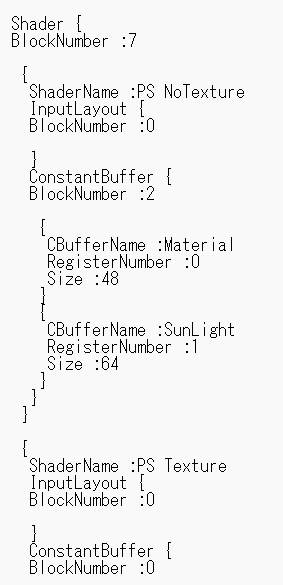 Shader {
BlockNumber :7
{
ShaderName :PS NoTexture
InputLayout {
BlockNumber :0
}
ConstantBuffer {
BlockNumber :2
{
CBufferName :Material
RegisterNumber :0
Size :48
}
{
CBufferName :SunLight
RegisterNumber :1
Size :64
}
}
}
{
ShaderName :PS Texture
InputLayout {
BlockNumber :0
}
ConstantBuffer {
BlockNumber :0